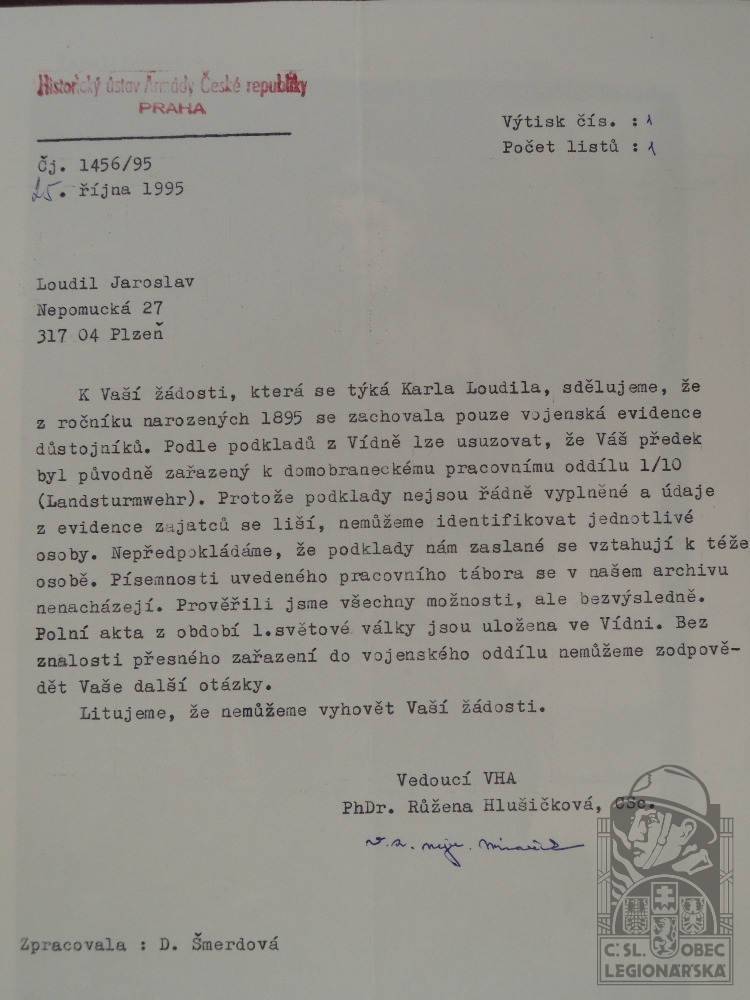 Historický ústav Armády České republiky
PRAHA
Výtisk čís. : 1
Počet listů : 1
Čj. 1456/95
25. října 1995
Loudil Jaroslav
Nepomucká 27
317 04 Plzeň
K Vaší žádosti, která se týká Karla Loudila, sdělujeme, že
z ročníku narozených 1895 se zachovala pouze vojenská evidence
důstojníků. Podle podkladů z Vídně lze usuzovat, že Váš předek
byl původně zařazený k domobraneckému pracovnímu oddílu 1/10
(Landsturmwehr). Protože podklady nejsou řádně vyplněné a údaje
z evidence zajatců se liší, nemůžeme identifikovat jednotlivé
osoby. Nepředpokládáme, že podklady nám zaslané se vztahují k téže
osobě. Písemnosti uvedeného pracovního tábora se v našem archivu
nenacházejí. Prověřili jsme všechny možnosti, ale bezvýsledně.
Polní akta z období 1.světové války jsou uložena ve Vídni. Bez
znalosti přesného zařazení do vojenského oddílu nemůžeme zodpově-
dět Vaše další otázky.
Litujeme, že nemůžeme vyhovět Vaší žádosti.
Vedoucí VHA
PhDr. Růžena Hlušičková, CSc.
Zpracovala : D. Šmerdová
Č.SL. OBEC
LEGIONÁŘSKÁ